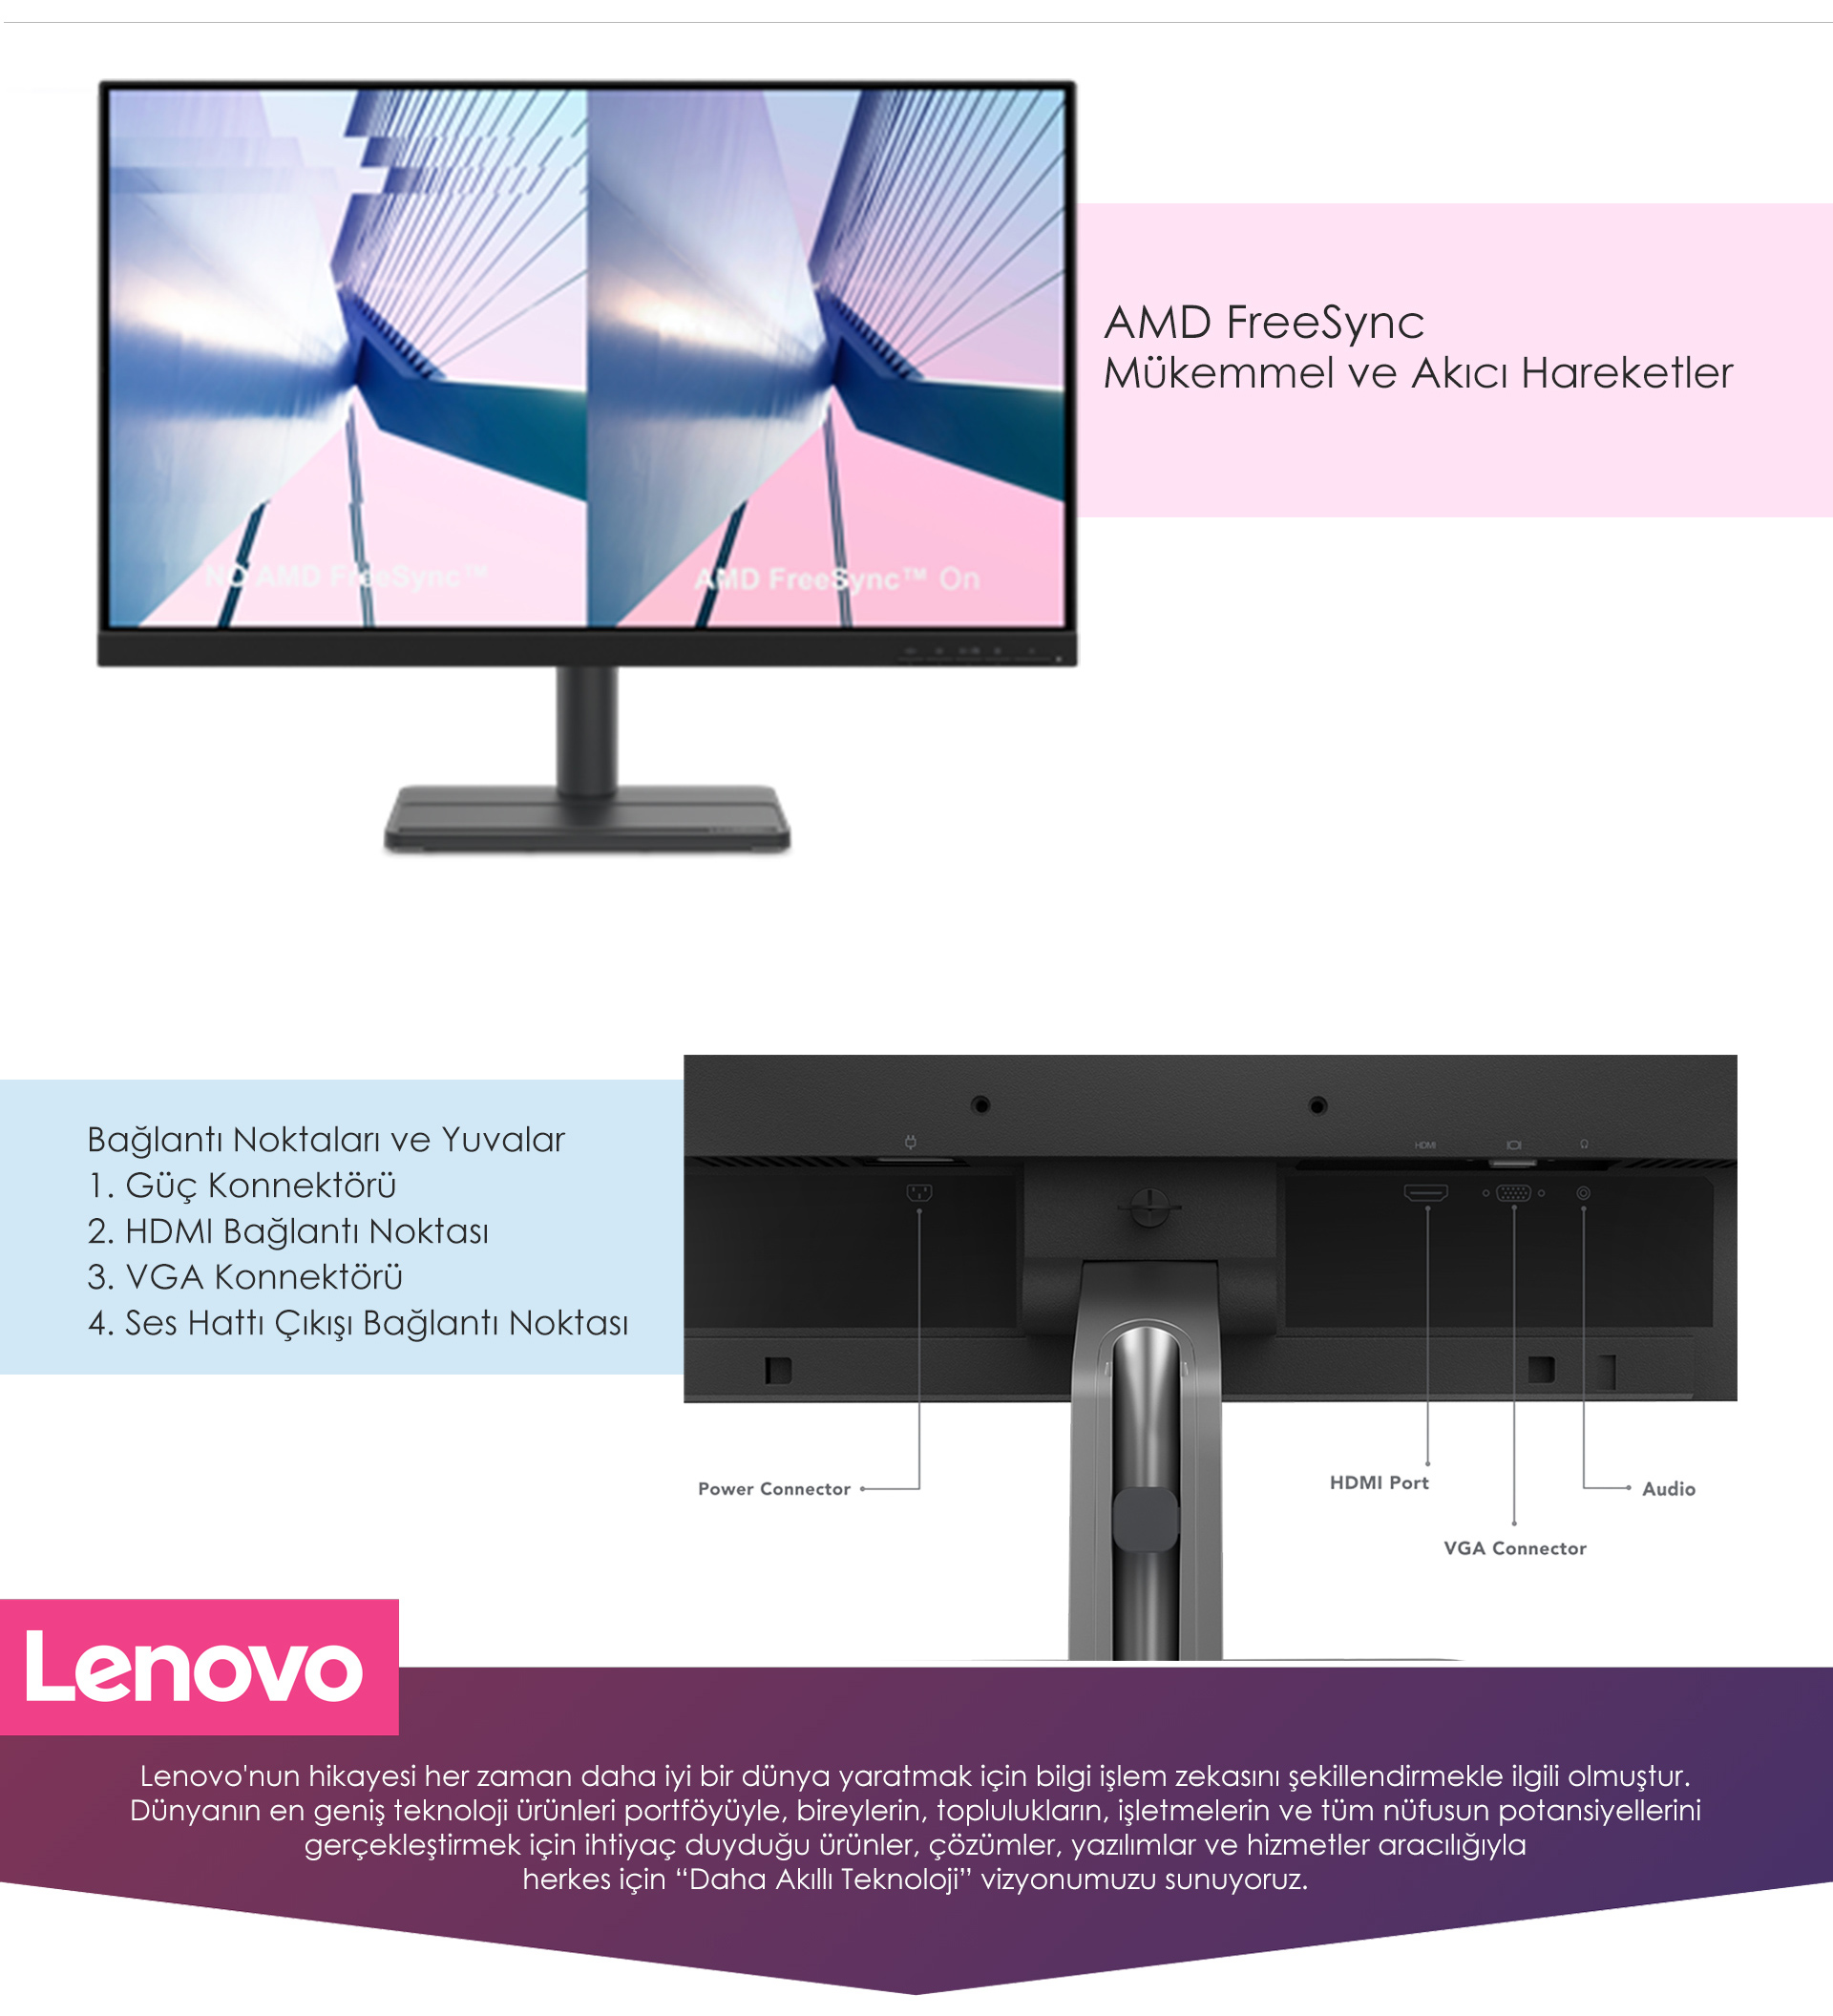 NO AMD FreeSync™
AMD FreeSync™ On
AMD FreeSync
Mükemmel ve Akıcı Hareketler
Bağlantı Noktaları ve Yuvalar
1. Güç Konnektörü
2. HDMI Bağlantı Noktası
3. VGA Konnektörü
4. Ses Hattı Çıkışı Bağlantı Noktası
HDMI
Power Connector
HDMI Port
Audio
VGA Connector
Lenovo
Lenovo'nun hikayesi her zaman daha iyi bir dünya yaratmak için bilgi işlem zekasını şekillendirmekle ilgili olmuştur.
Dünyanın en geniş teknoloji ürünleri portföyüyle, bireylerin, toplulukların, işletmelerin ve tüm nüfusun potansiyellerini
gerçekleştirmek için ihtiyaç duyduğu ürünler, çözümler, yazılımlar ve hizmetler aracılığıyla
herkes için “Daha Akıllı Teknoloji” vizyonumuzu sunuyoruz.